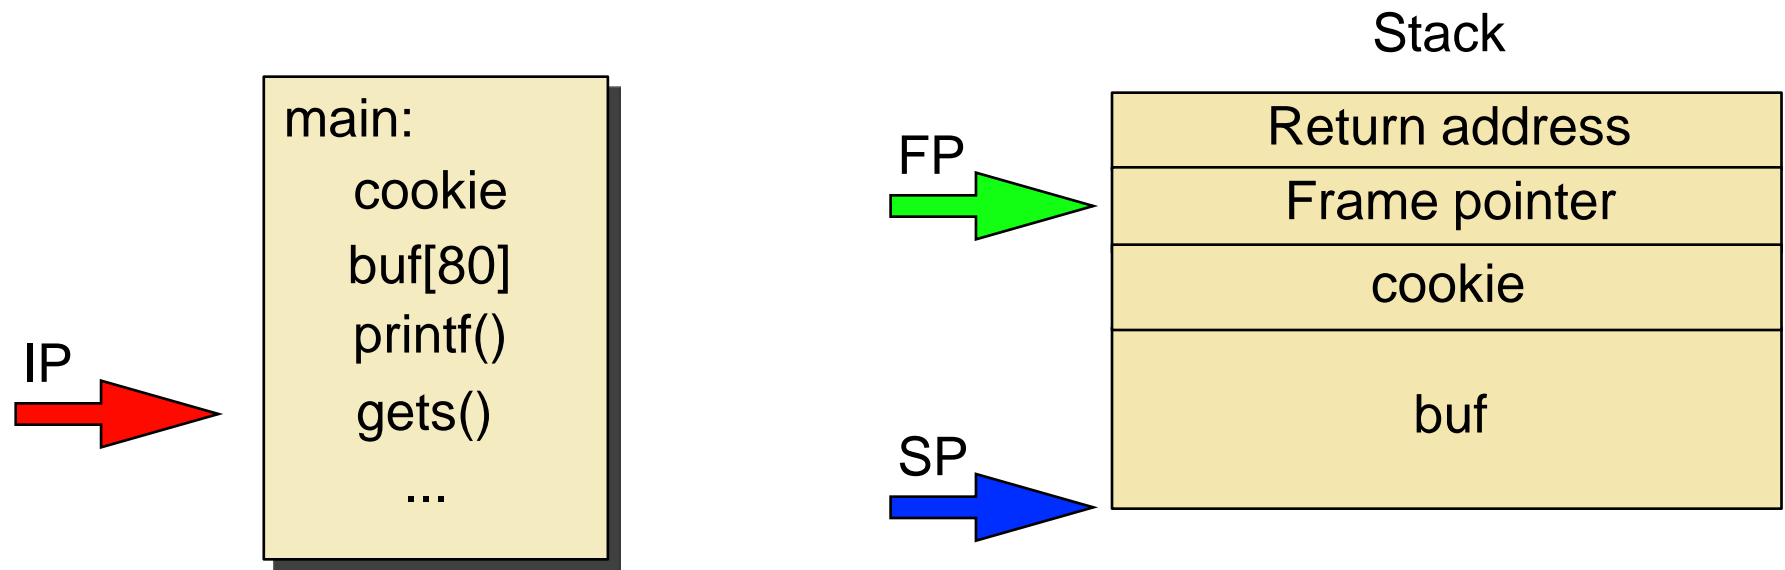 main:
cookie
buf[80]
printf()
gets()
...
IP
Stack
Return address
Frame pointer
cookie
buf
FP
SP